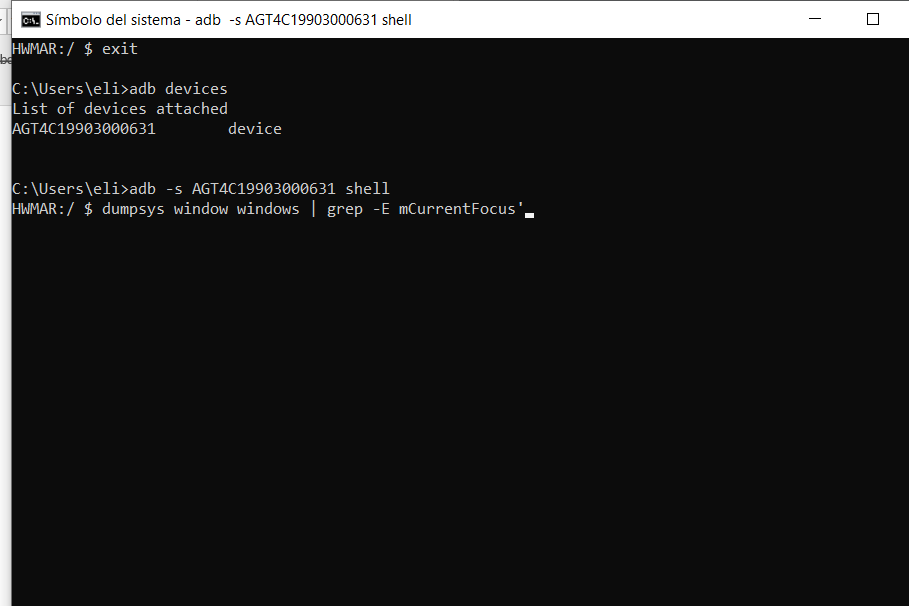 Símbolo del sistema - adb  -s AGT4C19903000631 shell
HWMAR:/ $ exit
C:\Users\eli>adb devices
List of devices attached
AGT4C19903000631        device
C:\Users\eli>adb -s AGT4C19903000631 shell
HWMAR:/ $ dumpsys window windows | grep -E mCurrentFocus'